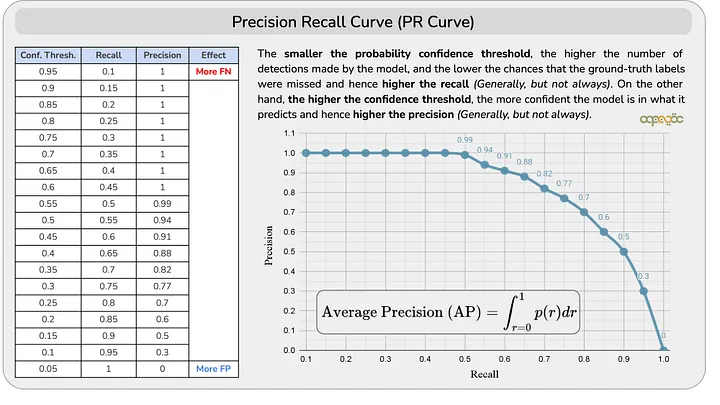 Precision Recall Curve (PR Curve)
Conf. Thresh. Recall Precision Effect
0.95 0.1 1 More FN
0.9 0.15 1
0.85 0.2 1
0.8 0.25 1
0.75 0.3 1
0.7 0.35 1
0.65 0.4 1
0.6 0.45 1
0.55 0.5 0.99
0.5 0.55 0.94
0.45 0.6 0.91
0.4 0.65 0.88
0.35 0.7 0.82
0.3 0.75 0.77
0.25 0.8 0.7
0.2 0.85 0.6
0.15 0.9 0.5
0.1 0.95 0.3
0.05 1 0 More FP
The smaller the probability confidence threshold, the higher the number of
detections made by the model, and the lower the chances that the ground-truth labels
were missed and hence higher the recall (Generally, but not always). On the other
hand, the higher the confidence threshold, the more confident the model is in what it
predicts and hence higher the precision (Generally, but not always).
1.1
1.0
0.9
0.8
0.7
0.6
0.5
0.4
0.3
0.2
0.1
0.0
Precision
0.99
0.94
0.91
0.88
0.82
0.77
0.7
0.6
0.5
0.3
0
Average Precision (AP) = ∫_{r=0}^{1} p(r)dr
0.1 0.2 0.3 0.4 0.5 0.6 0.7 0.8 0.9 1.0
Recall